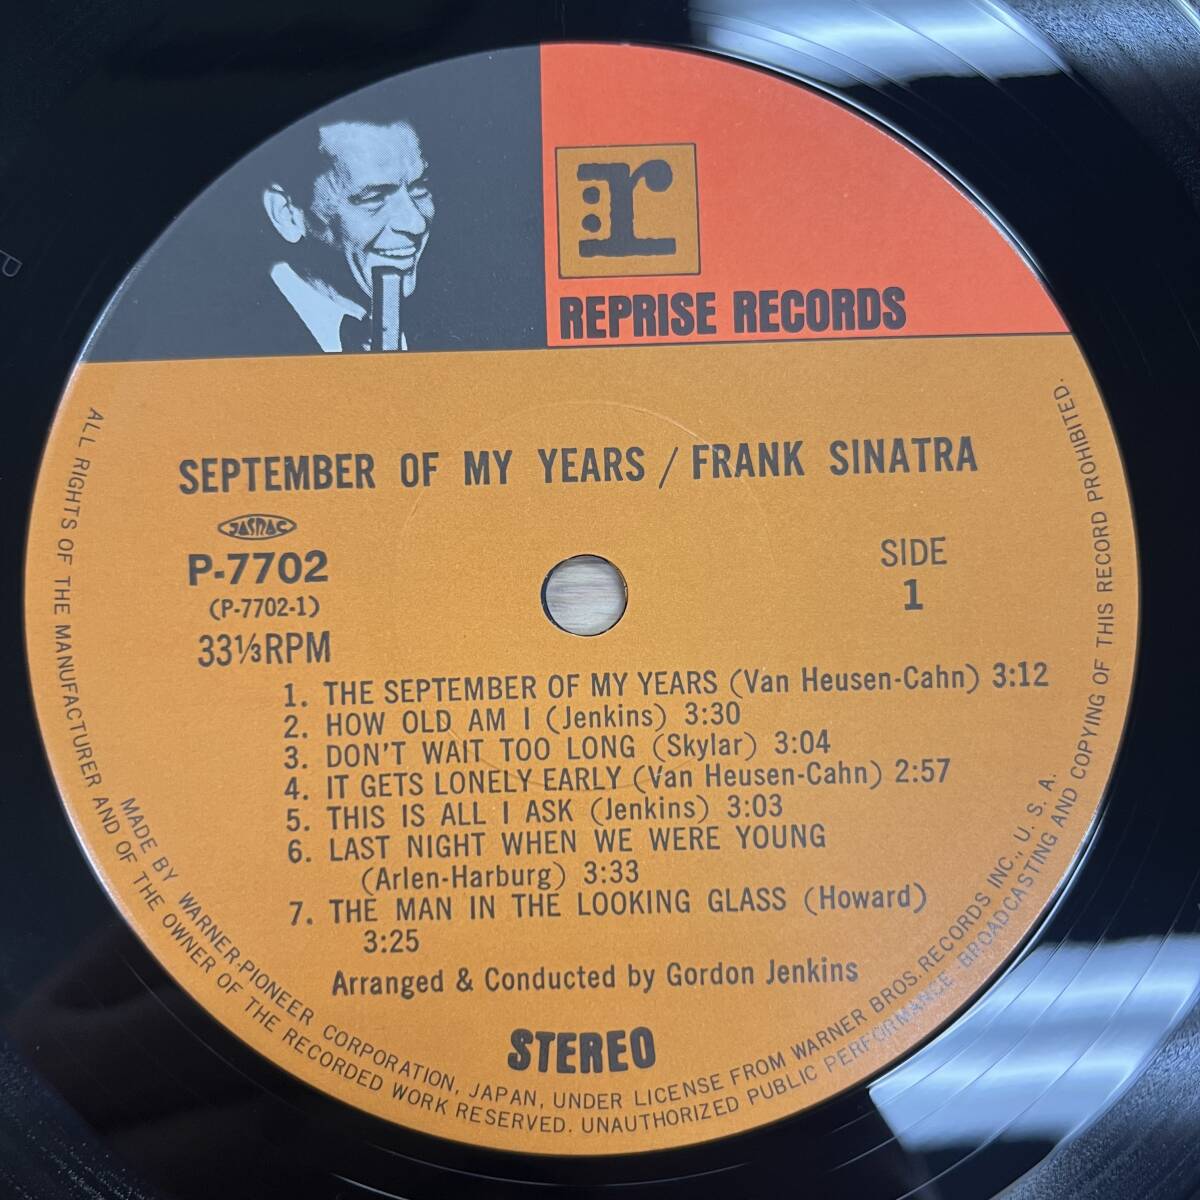 r
REPRISE RECORDS
SEPTEMBER OF MY YEARS / FRANK SINATRA
JASRAC
P-7702
(P-7702-1)
33⅓RPM
SIDE
1
1. THE SEPTEMBER OF MY YEARS (Van Heusen-Cahn) 3:12
2. HOW OLD AM I (Jenkins) 3:30
3. DON'T WAIT TOO LONG (Skylar) 3:04
4. IT GETS LONELY EARLY (Van Heusen-Cahn) 2:57
5. THIS IS ALL I ASK (Jenkins) 3:03
6. LAST NIGHT WHEN WE WERE YOUNG
(Arlen-Harburg) 3:33
7. THE MAN IN THE LOOKING GLASS (Howard)
3:25
Arranged & Conducted by Gordon Jenkins
STEREO
MADE BY WARNER-PIONEER CORPORATION, JAPAN, UNDER LICENSE FROM WARNER BROS. RECORDS INC., U. S. A.
ALL RIGHTS OF THE MANUFACTURER AND OF THE OWNER OF THE RECORDED WORK RESERVED. UNAUTHORIZED PUBLIC PERFORMANCE BROADCASTING AND COPYING OF THIS RECORD PROHIBITED.
P